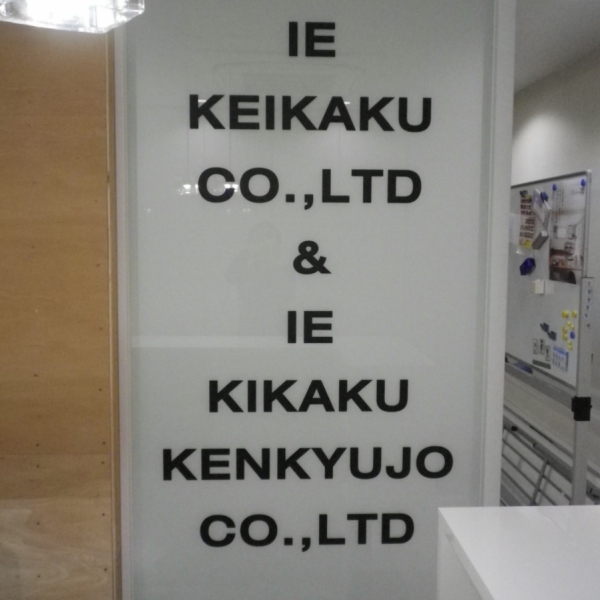 IE
KEIKAKU
CO.,LTD
&
IE
KIKAKU
KENKYUJO
CO.,LTD